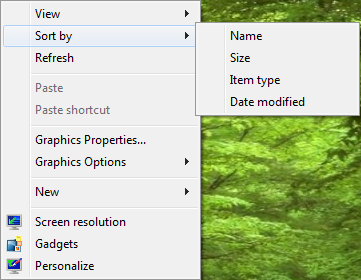 View
Sort by
Refresh
Paste
Paste shortcut
Graphics Properties...
Graphics Options
New
Screen resolution
Gadgets
Personalize
Name
Size
Item type
Date modified